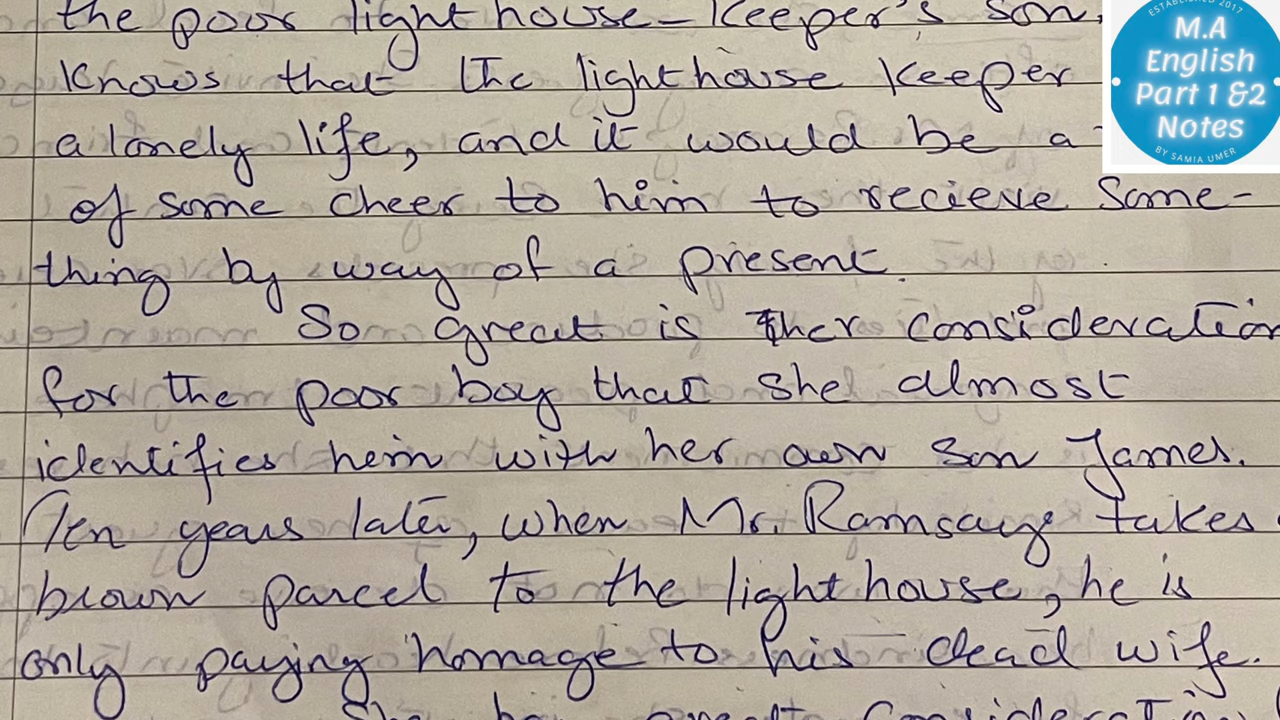 the poor light house-keeper's son.
knows that the lighthouse keeper
a lonely life, and it would be a
of some cheer to him to recieve some-
thing by way of a present.
So great is her consideration
for the poor boy that she almost
identifies him with her own son James.
Ten years later, when Mr. Ramsaye takes
brown parcel to the light house, he is
only paying homage to his dead wife.
ESTABLISHED 2017
M.A
English
Part 1 &2
Notes
BY SAMIA UMER